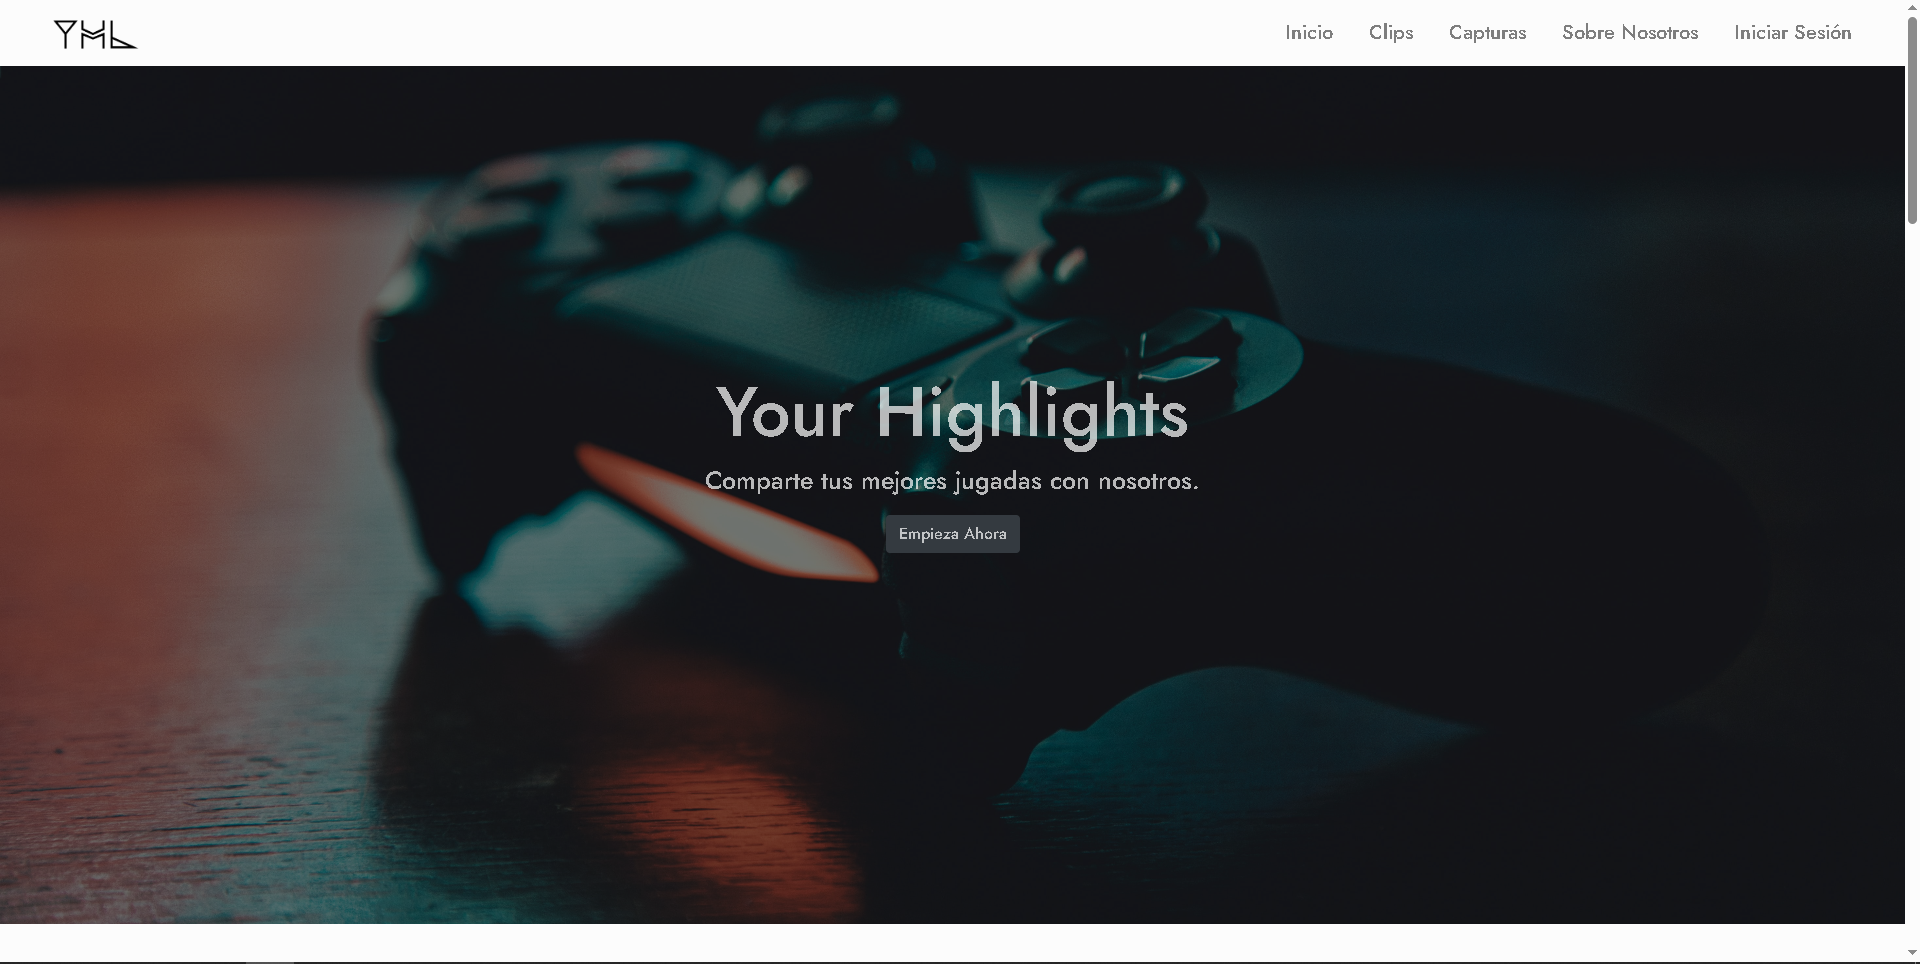 YHL
Inicio Clips Capturas Sobre Nosotros Iniciar Sesión
Your Highlights
Comparte tus mejores jugadas con nosotros.
Empieza Ahora